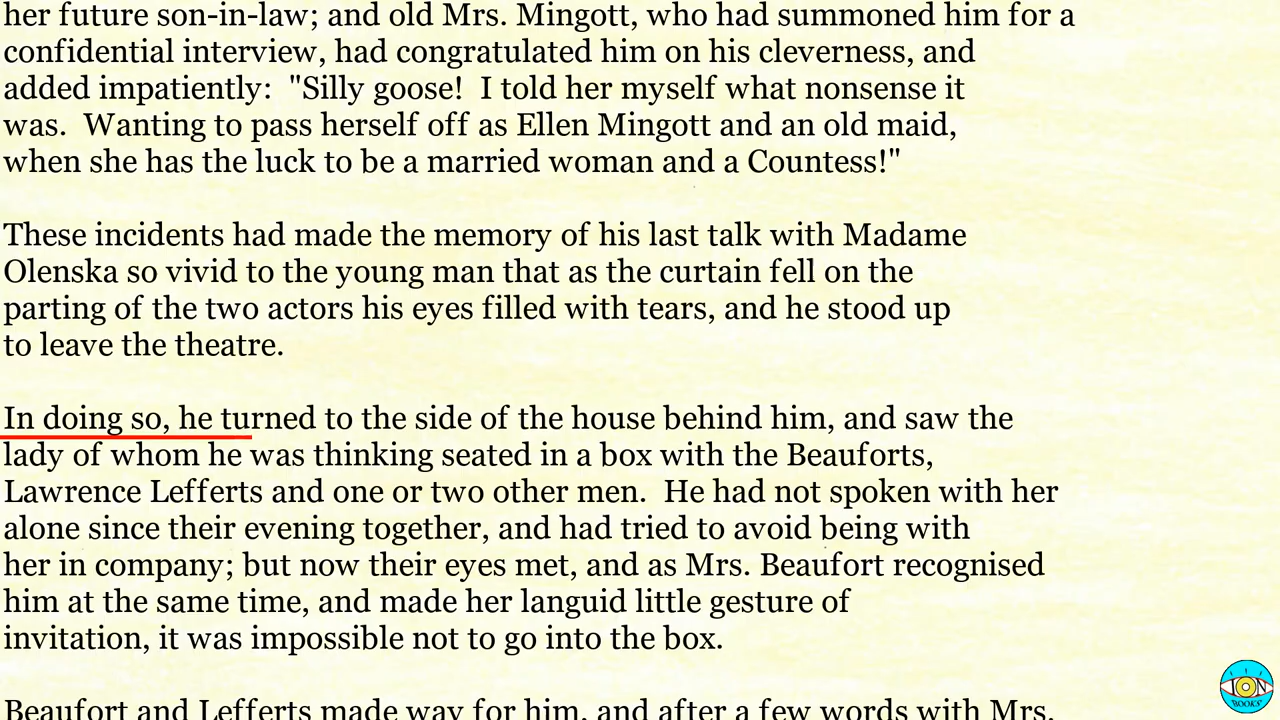 her future son-in-law; and old Mrs. Mingott, who had summoned him for a
confidential interview, had congratulated him on his cleverness, and
added impatiently:  "Silly goose!  I told her myself what nonsense it
was.  Wanting to pass herself off as Ellen Mingott and an old maid,
when she has the luck to be a married woman and a Countess!"
These incidents had made the memory of his last talk with Madame
Olenska so vivid to the young man that as the curtain fell on the
parting of the two actors his eyes filled with tears, and he stood up
to leave the theatre.
In doing so, he turned to the side of the house behind him, and saw the
lady of whom he was thinking seated in a box with the Beauforts,
Lawrence Lefferts and one or two other men.  He had not spoken with her
alone since their evening together, and had tried to avoid being with
her in company; but now their eyes met, and as Mrs. Beaufort recognised
him at the same time, and made her languid little gesture of
invitation, it was impossible not to go into the box.
Beaufort and Lefferts made way for him, and after a few words with Mrs.
ION
BOOKS